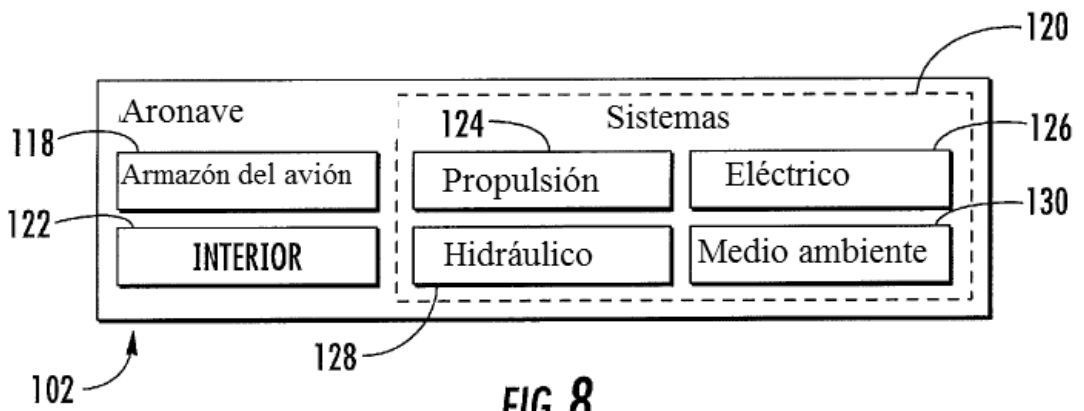 120
Aronave
Sistemas
118
124
126
Armazón del avión
Propulsión
Eléctrico
122
130
INTERIOR
Hidráulico
Medio ambiente
128
102
FIG. 8